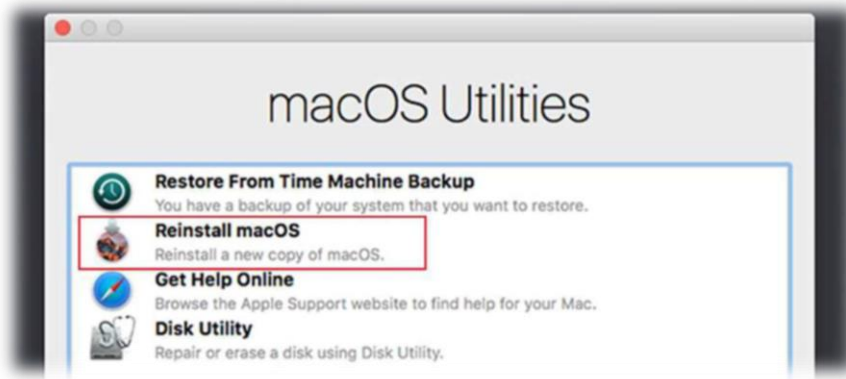 macOS Utilities
Restore From Time Machine Backup
You have a backup of your system that you want to restore.
Reinstall macOS
Reinstall a new copy of macOS.
Get Help Online
Browse the Apple Support website to find help for your Mac.
Disk Utility
Repair or erase a disk using Disk Utility.